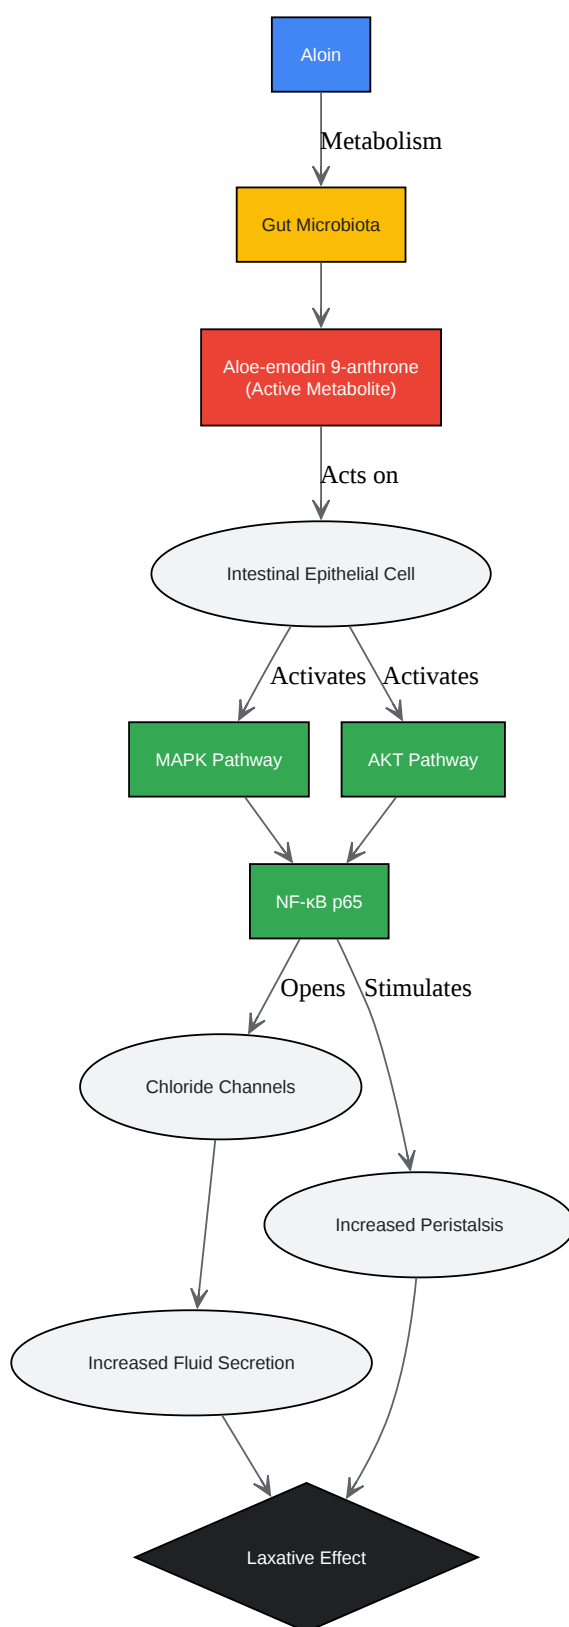 Aloin
Metabolism
Gut Microbiota
Aloe-emodin 9-anthrone
(Active Metabolite)
Acts on
Intestinal Epithelial Cell
Activates
Activates
MAPK Pathway
AKT Pathway
NF-κB p65
Opens
Stimulates
Chloride Channels
Increased Peristalsis
Increased Fluid Secretion
Laxative Effect